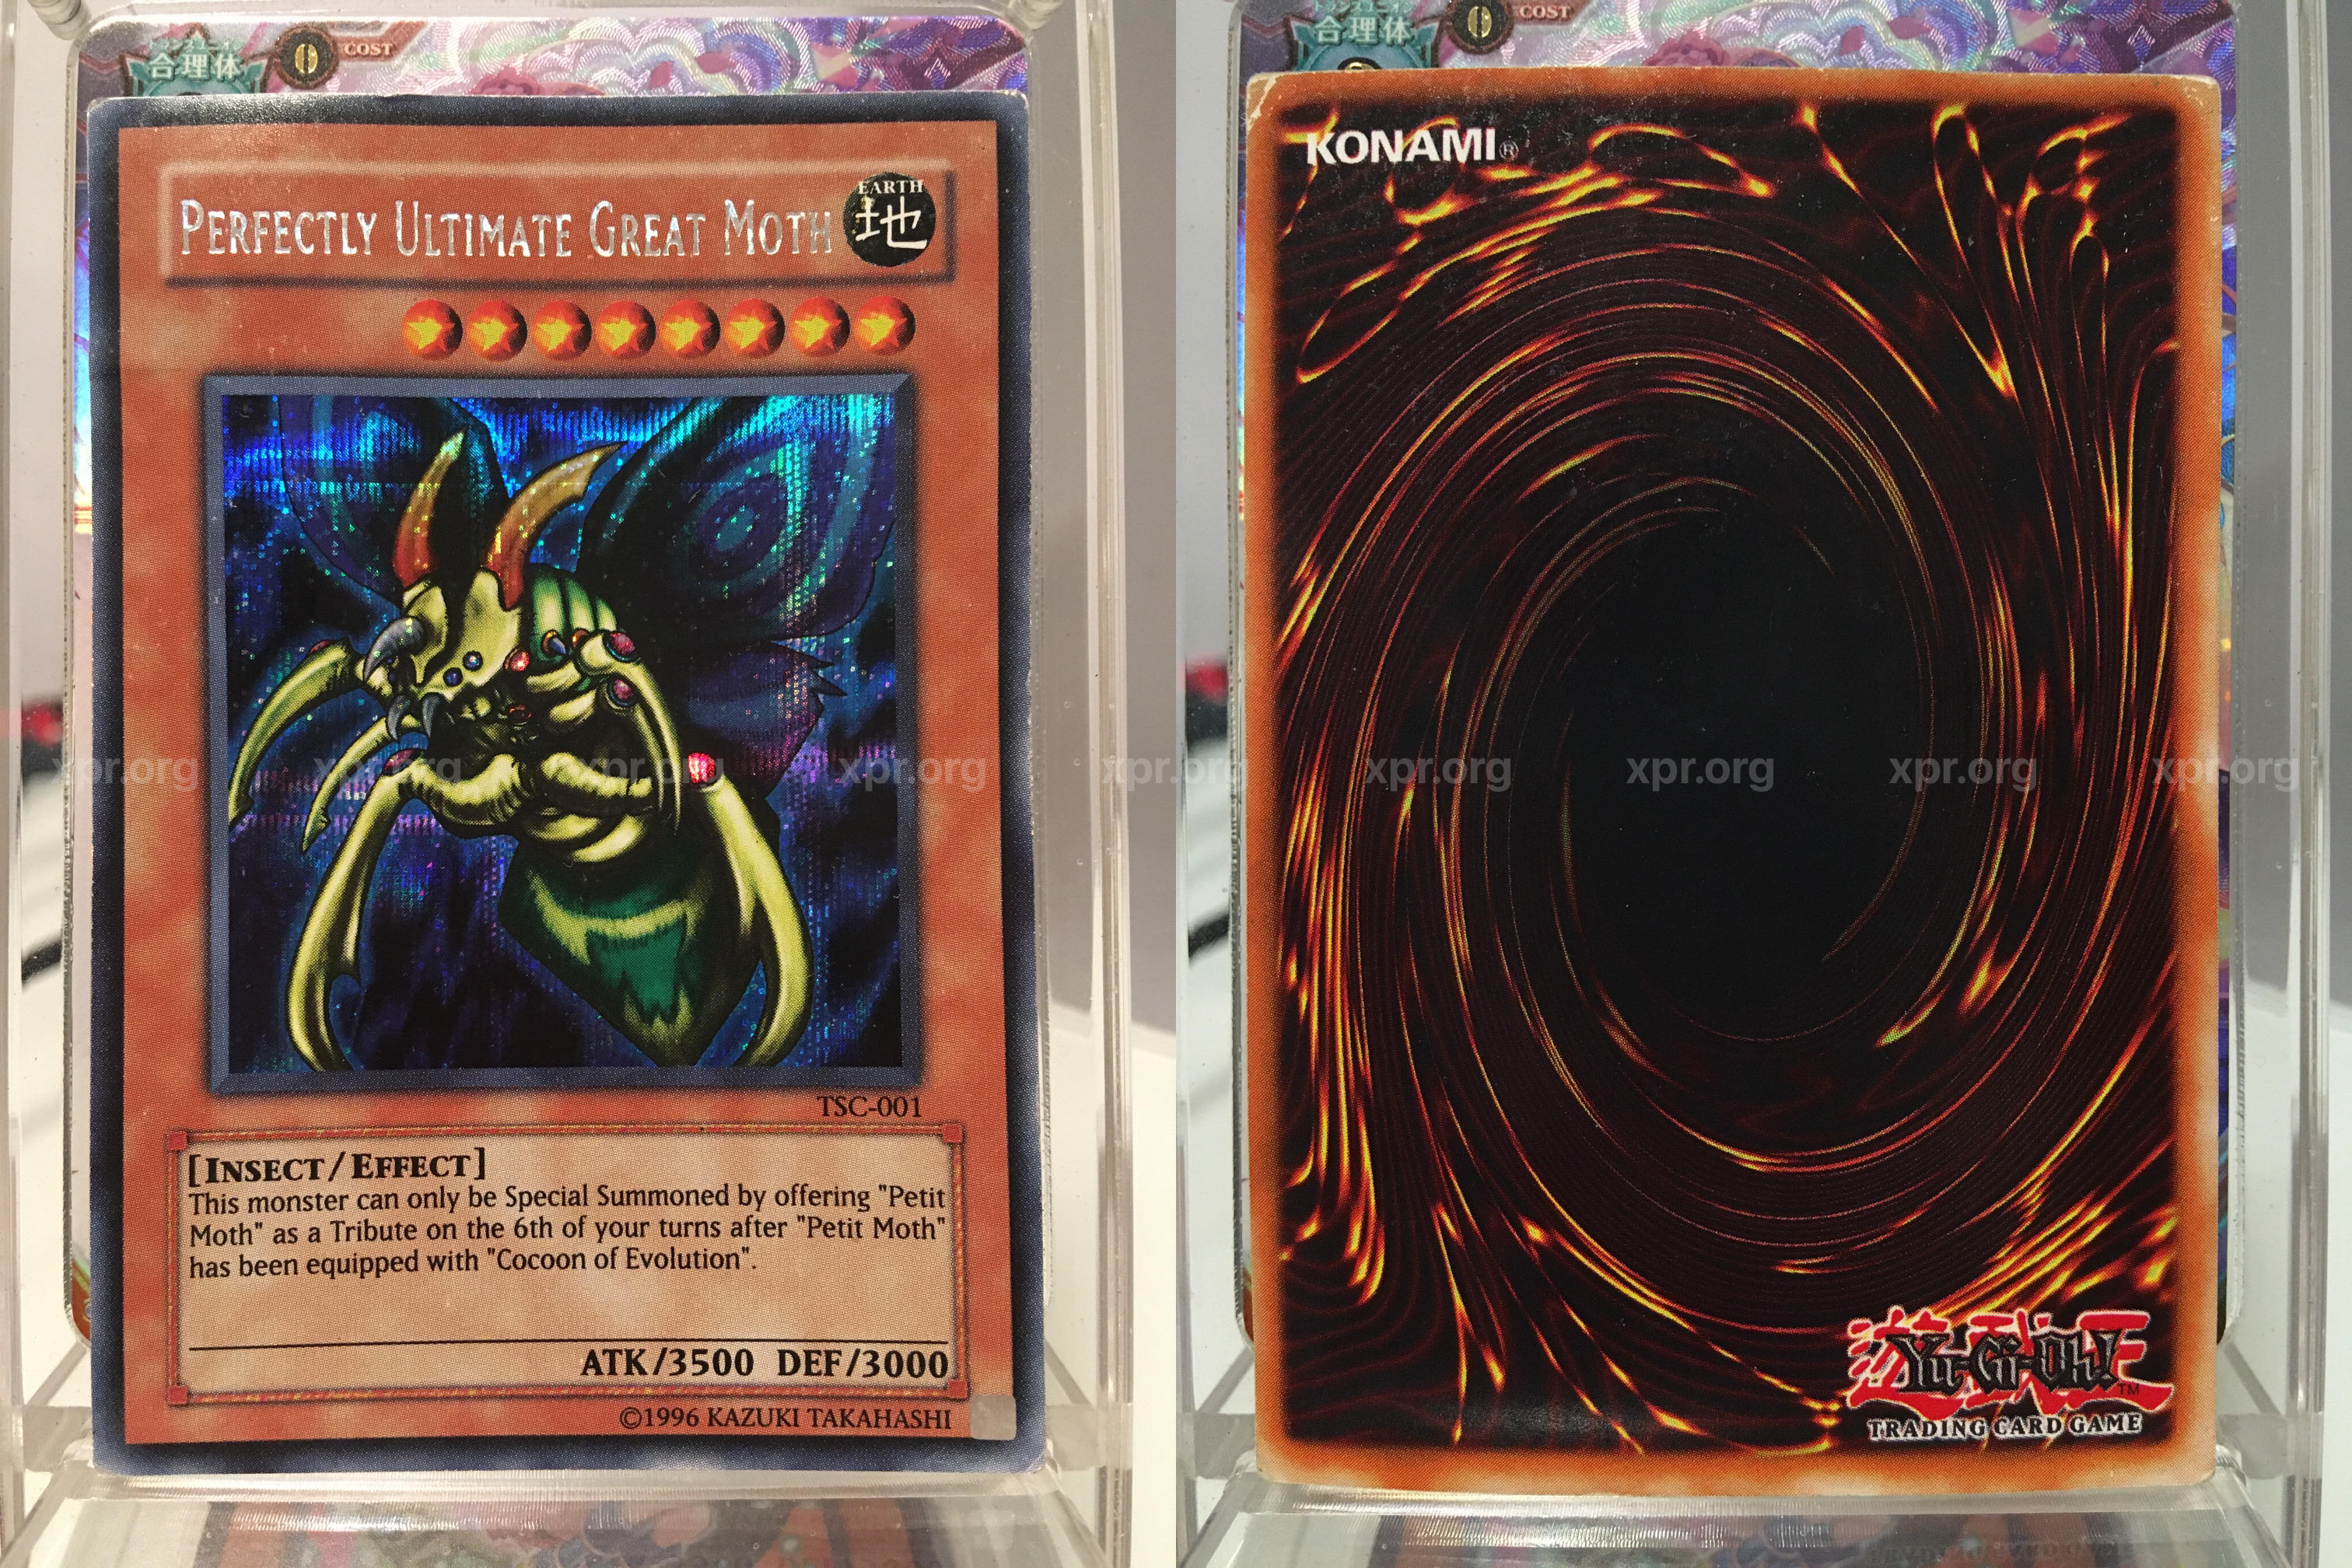 合理体
0
COST
PERFECTLY ULTIMATE GREAT MOTH
EARTH
地
TSC-001
[INSECT/EFFECT]
This monster can only be Special Summoned by offering "Petit
Moth" as a Tribute on the 6th of your turns after "Petit Moth"
has been equipped with "Cocoon of Evolution".
ATK/3500 DEF/3000
©1996 KAZUKI TAKAHASHI
合理体
0
COST
KONAMI®
遊戯王
Yu-Gi-Oh!
TM
TRADING CARD GAME
xpr.org xpr.org xpr.org xpr.org xpr.org xpr.org xpr.org xpr.org xpr.org